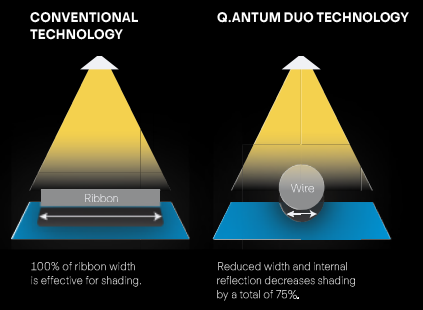 CONVENTIONAL
TECHNOLOGY
Ribbon
100% of ribbon width
is effective for shading.
Q.ANTUM DUO TECHNOLOGY
Wire
Reduced width and internal
reflection decreases shading
by a total of 75%.